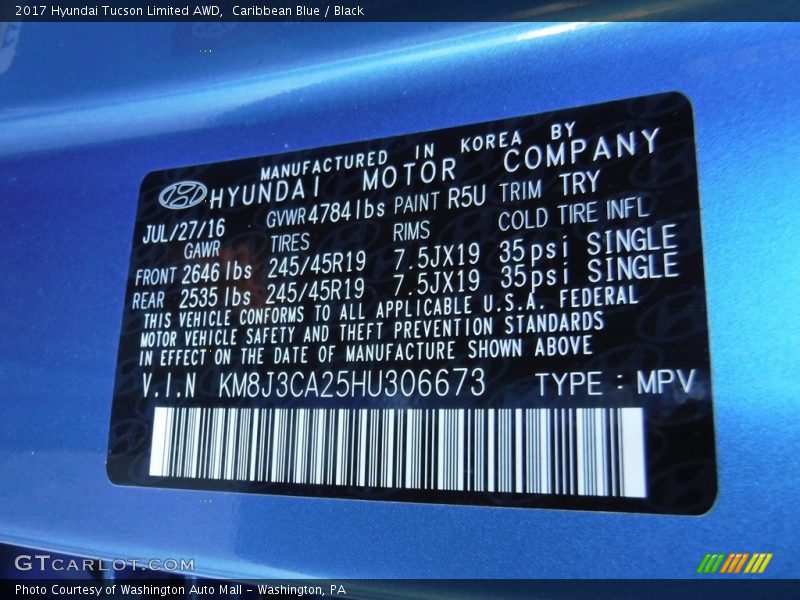 2017 Hyundai Tucson Limited AWD,  Caribbean Blue / Black
MANUFACTURED IN KOREA BY
HYUNDAI MOTOR COMPANY
JUL/27/16 GVWR 4784 lbs PAINT R5U TRIM TRY
GAWR TIRES RIMS COLD TIRE INFL
FRONT 2646 lbs 245/45R19 7.5JX19 35psi SINGLE
REAR 2535 lbs 245/45R19 7.5JX19 35psi SINGLE
THIS VEHICLE CONFORMS TO ALL APPLICABLE U.S.A. FEDERAL
MOTOR VEHICLE SAFETY AND THEFT PREVENTION STANDARDS
IN EFFECT ON THE DATE OF MANUFACTURE SHOWN ABOVE
V.I.N KM8J3CA25HU306673 TYPE : MPV
GTCARLOT.COM
Photo Courtesy of Washington Auto Mall - Washington, PA